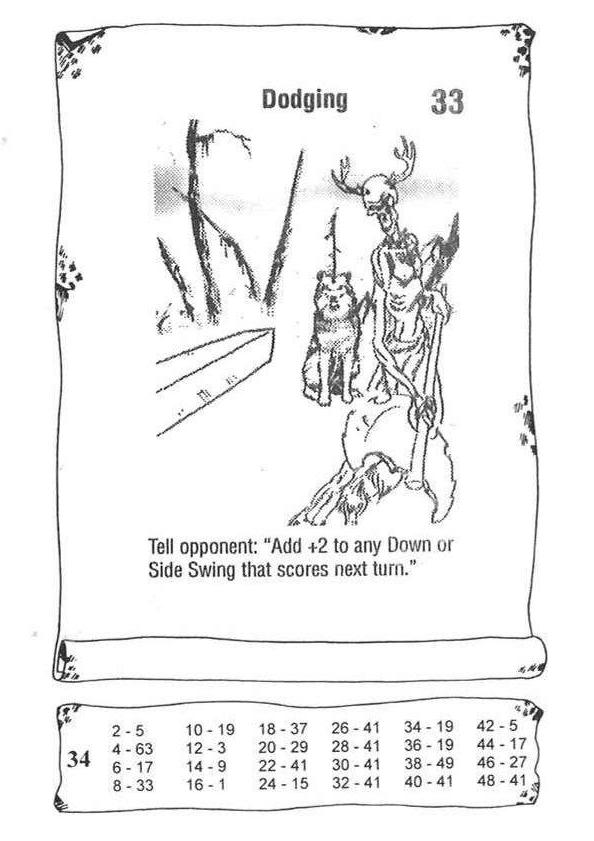 Dodging 33
Tell opponent: “Add +2 to any Down or
Side Swing that scores next turn.”
34
2 - 5 10 - 19 18 - 37 26 - 41 34 - 19 42 - 5
4 - 63 12 - 3 20 - 29 28 - 41 36 - 19 44 - 17
6 - 17 14 - 9 22 - 41 30 - 41 38 - 49 46 - 27
8 - 33 16 - 1 24 - 15 32 - 41 40 - 41 48 - 41